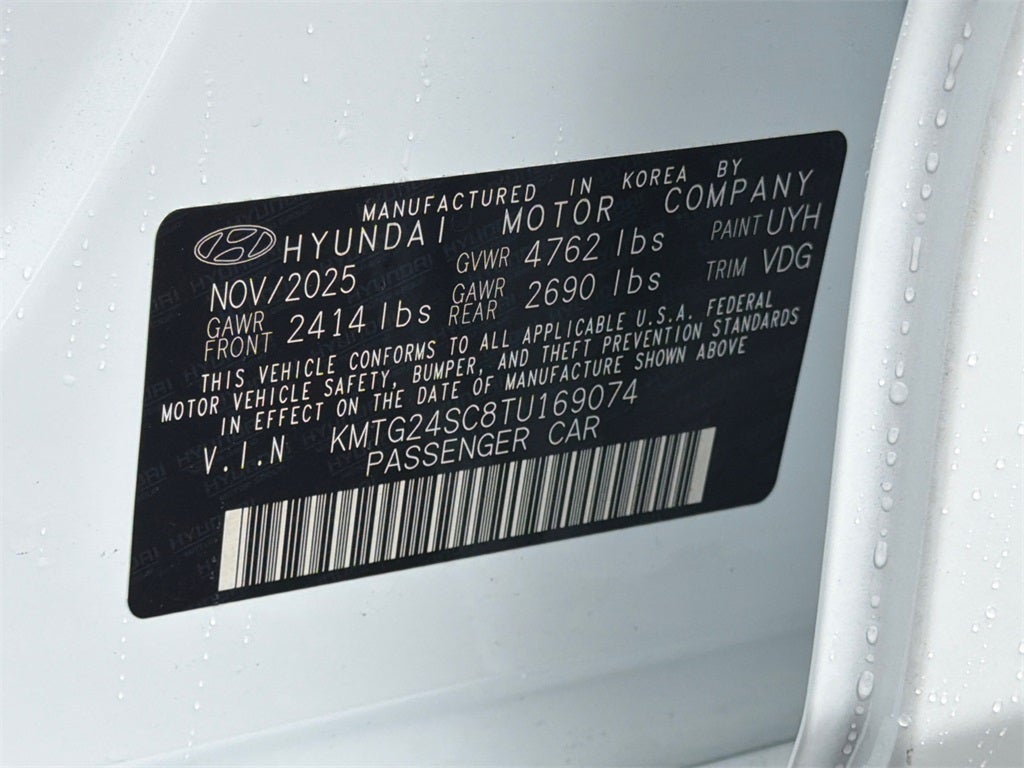 MANUFACTURED IN KOREA BY
HYUNDAI MOTOR COMPANY
NOV/2025 GVWR 4762 lbs PAINT UYH
GAWR FRONT 2414 lbs GAWR REAR 2690 lbs TRIM VDG
THIS VEHICLE CONFORMS TO ALL APPLICABLE U.S.A. FEDERAL
MOTOR VEHICLE SAFETY, BUMPER, AND THEFT PREVENTION STANDARDS
IN EFFECT ON THE DATE OF MANUFACTURE SHOWN ABOVE
V.I.N KMTG24SC8TU169074
PASSENGER CAR